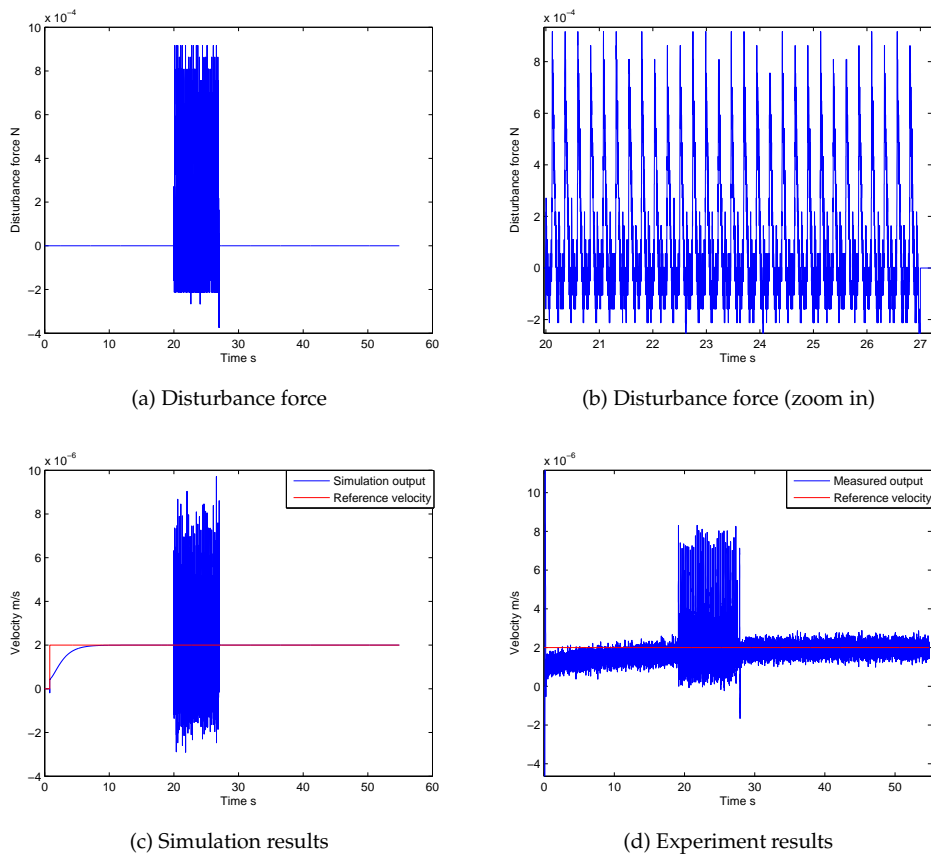 x 10⁻⁴
10
8
6
4
2
0
−2
−4
0
10
20
30
40
50
60
Disturbance force N
Time s
(a) Disturbance force
x 10⁻⁴
8
6
4
2
0
−2
20
21
22
23
24
25
26
27
Disturbance force N
Time s
(b) Disturbance force (zoom in)
x 10⁻⁶
10
8
6
4
2
0
−2
−4
0
10
20
30
40
50
60
Velocity m/s
Time s
Simulation output
Reference velocity
(c) Simulation results
x 10⁻⁶
10
8
6
4
2
0
−2
−4
0
10
20
30
40
50
Velocity m/s
Time s
Measured output
Reference velocity
(d) Experiment results